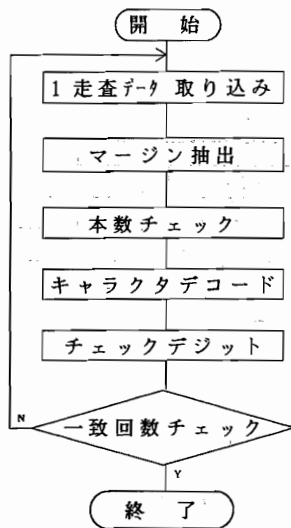 開 始
1走査データ 取り込み
マージン抽出
本数チェック
キャラクタデコード
チェックデジット
一致回数チェック
N
Y
終 了